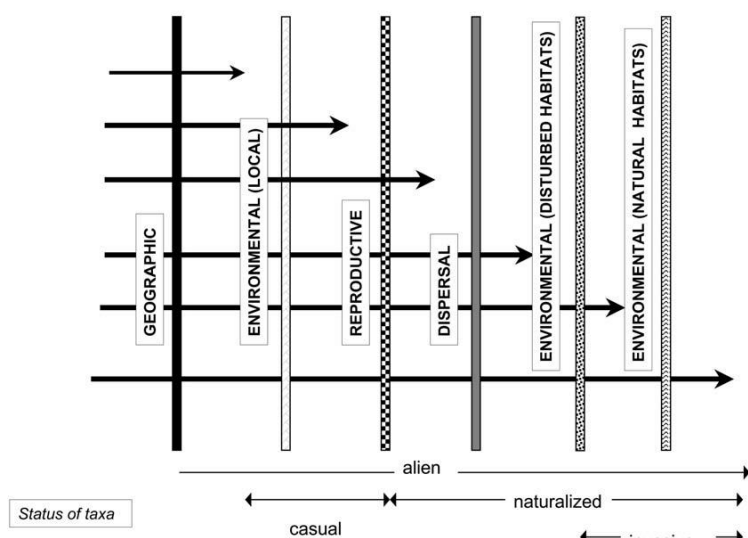 GEOGRAPHIC
ENVIRONMENTAL (LOCAL)
REPRODUCTIVE
DISPERSAL
ENVIRONMENTAL (DISTURBED HABITATS)
ENVIRONMENTAL (NATURAL HABITATS)
alien
Status of taxa
naturalized
casual